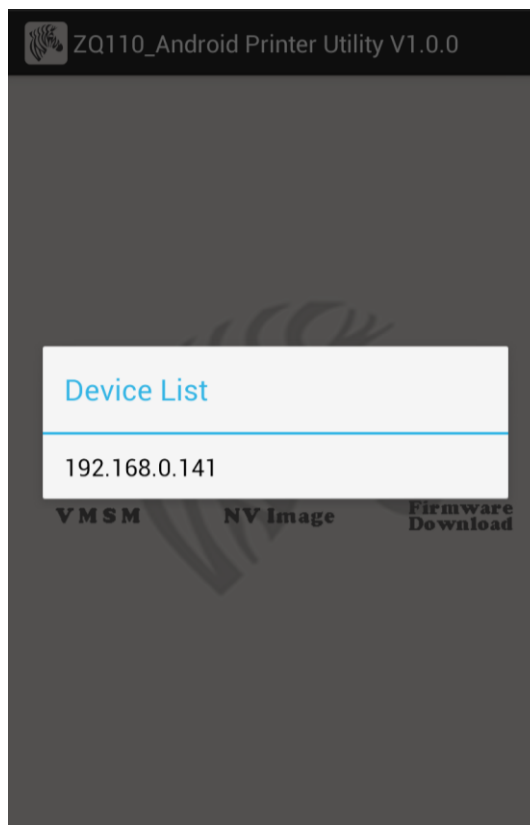 ZQ110_Android Printer Utility V1.0.0
Device List
192.168.0.141
VMSM NV Image Firmware
Download